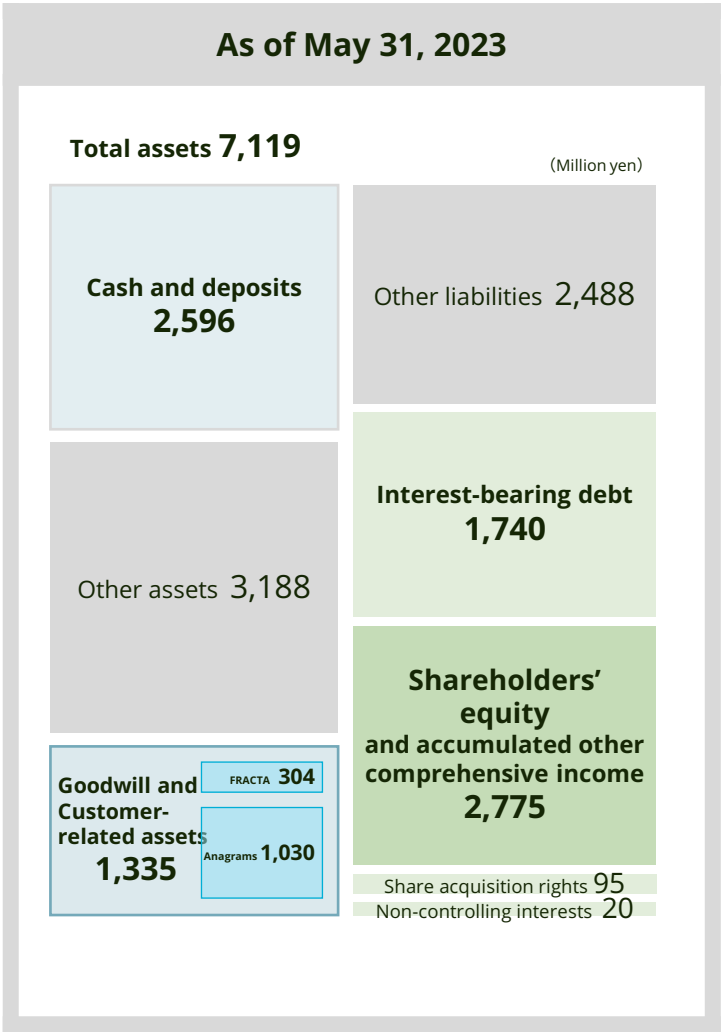 As of May 31, 2023
Total assets 7,119
(Million yen)
Cash and deposits
2,596
Other assets 3,188
Goodwill and
Customer-
related assets
1,335
FRACTA 304
Anagrams 1,030
Other liabilities 2,488
Interest-bearing debt
1,740
Shareholders’
equity
and accumulated other
comprehensive income
2,775
Share acquisition rights 95
Non-controlling interests 20